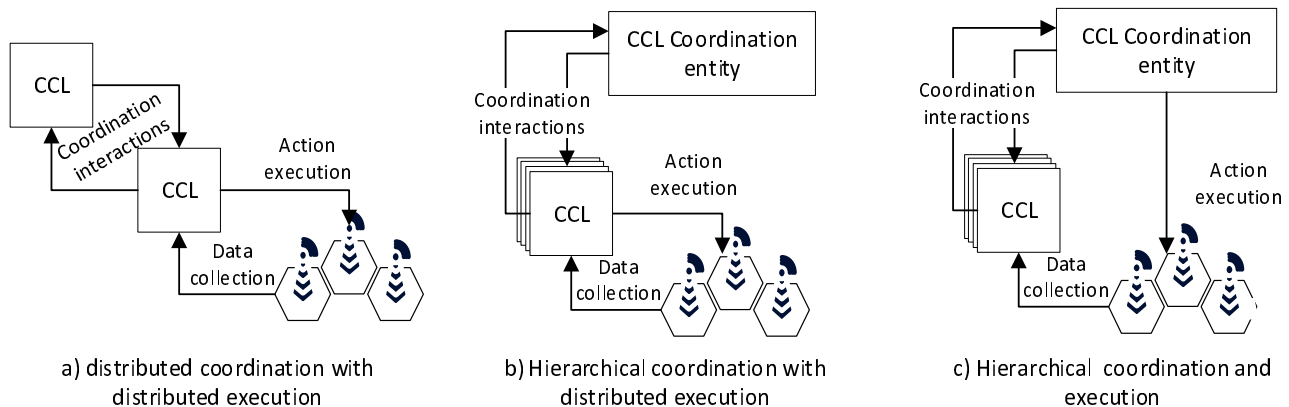 CCL
Coordination
interactions
CCL
Action
execution
Data
collection
a) distributed coordination with
distributed execution
CCL Coordination
entity
Coordination
interactions
CCL
Action
execution
Data
collection
b) Hierarchical coordination with
distributed execution
CCL Coordination
entity
Coordination
interactions
CCL
Action
execution
Data
collection
c) Hierarchical coordination and
execution